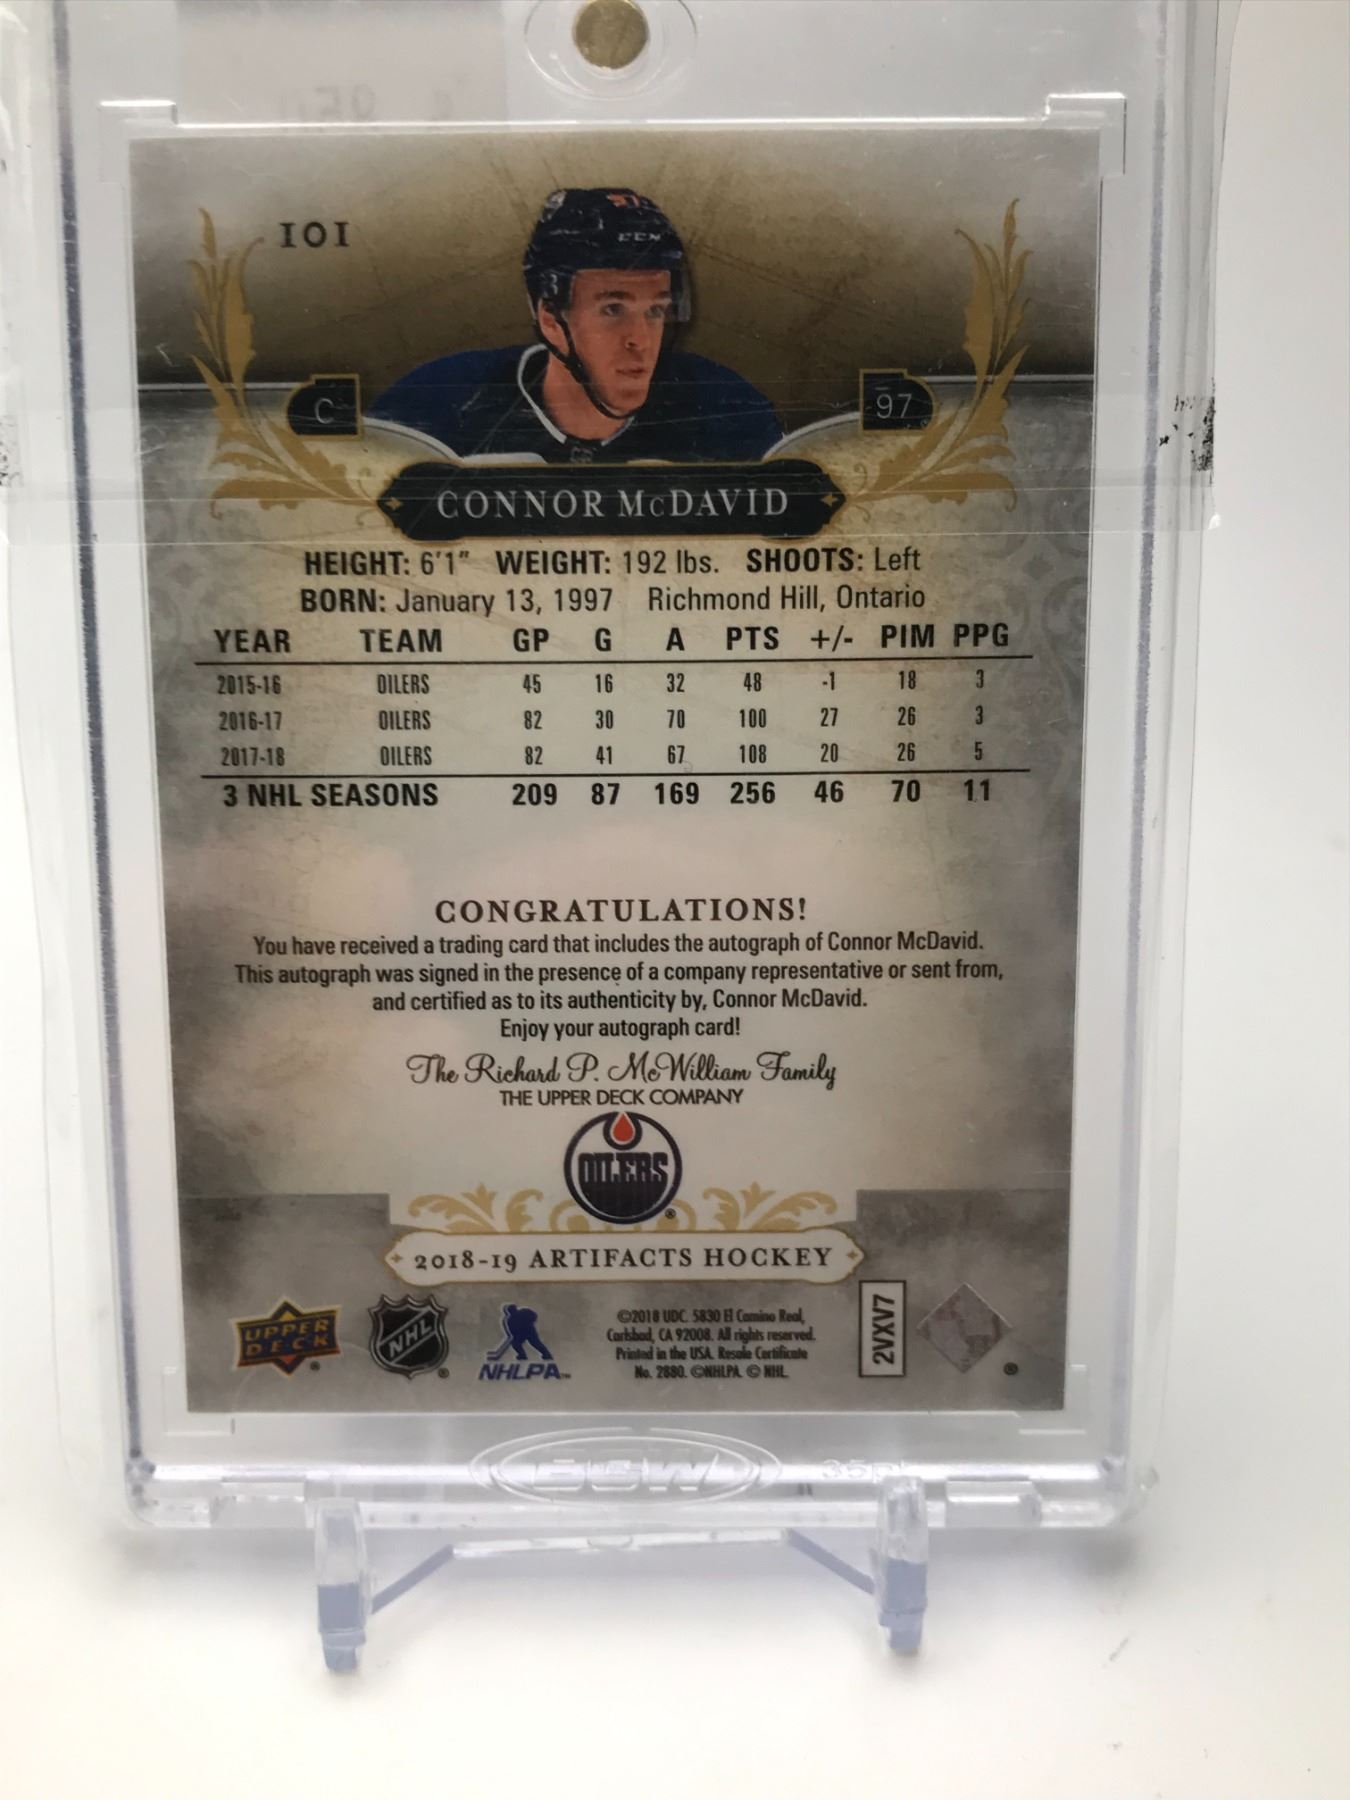 101
97
CCM
C
97
CONNOR McDAVID
HEIGHT: 6'1" WEIGHT: 192 lbs. SHOOTS: Left
BORN: January 13, 1997 Richmond Hill, Ontario
YEAR TEAM GP G A PTS +/- PIM PPG
2015-16 OILERS 45 16 32 48 -1 18 3
2016-17 OILERS 82 30 70 100 27 26 3
2017-18 OILERS 82 41 67 108 20 26 5
3 NHL SEASONS 209 87 169 256 46 70 11
CONGRATULATIONS!
You have received a trading card that includes the autograph of Connor McDavid.
This autograph was signed in the presence of a company representative or sent from,
and certified as to its authenticity by, Connor McDavid.
Enjoy your autograph card!
The Richard P. McWilliam Family
THE UPPER DECK COMPANY
OILERS ®
2018-19 ARTIFACTS HOCKEY
UPPER DECK ®
NHL ®
NHLPA™
©2018 UDC. 5830 El Camino Real,
Carlsbad, CA 92008. All rights reserved.
Printed in the USA. Resale Certificate
No. 2880. ©NHLPA. © NHL.
2VXV7
®
BCW 35pt